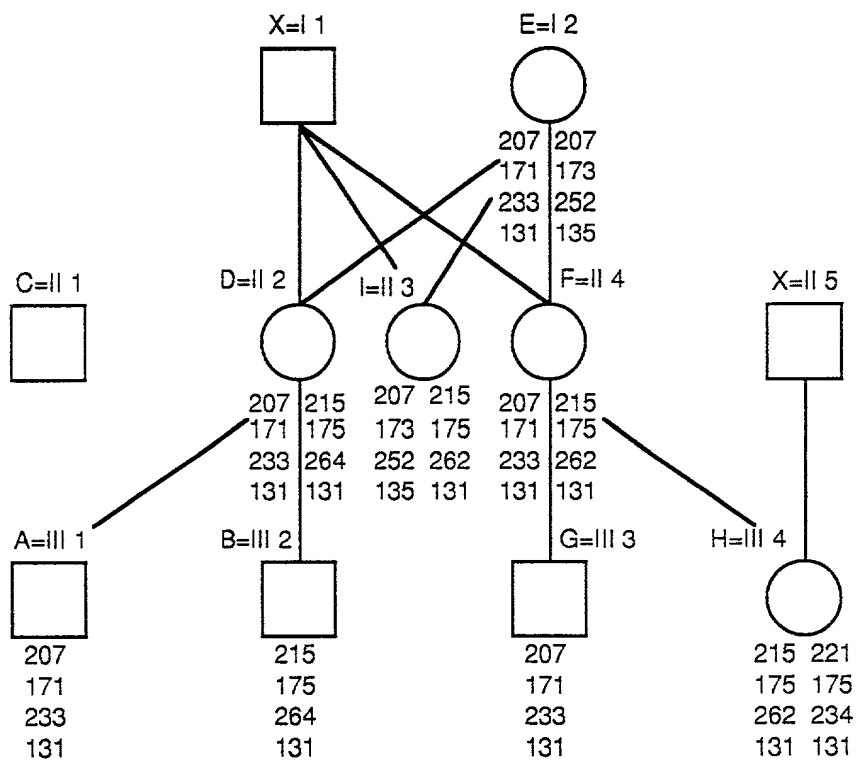 X=I 1 E=I 2
207 207
171 173
233 252
131 135
C=II 1 D=II 2 I=II 3 F=II 4 X=II 5
207 215 207 215 207 215
171 175 173 175 171 175
233 264 252 262 233 262
131 131 135 131 131 131
A=III 1 B=III 2 G=III 3 H=III 4
207 215 207 215 221
171 175 171 175 175
233 264 233 262 234
131 131 131 131 131